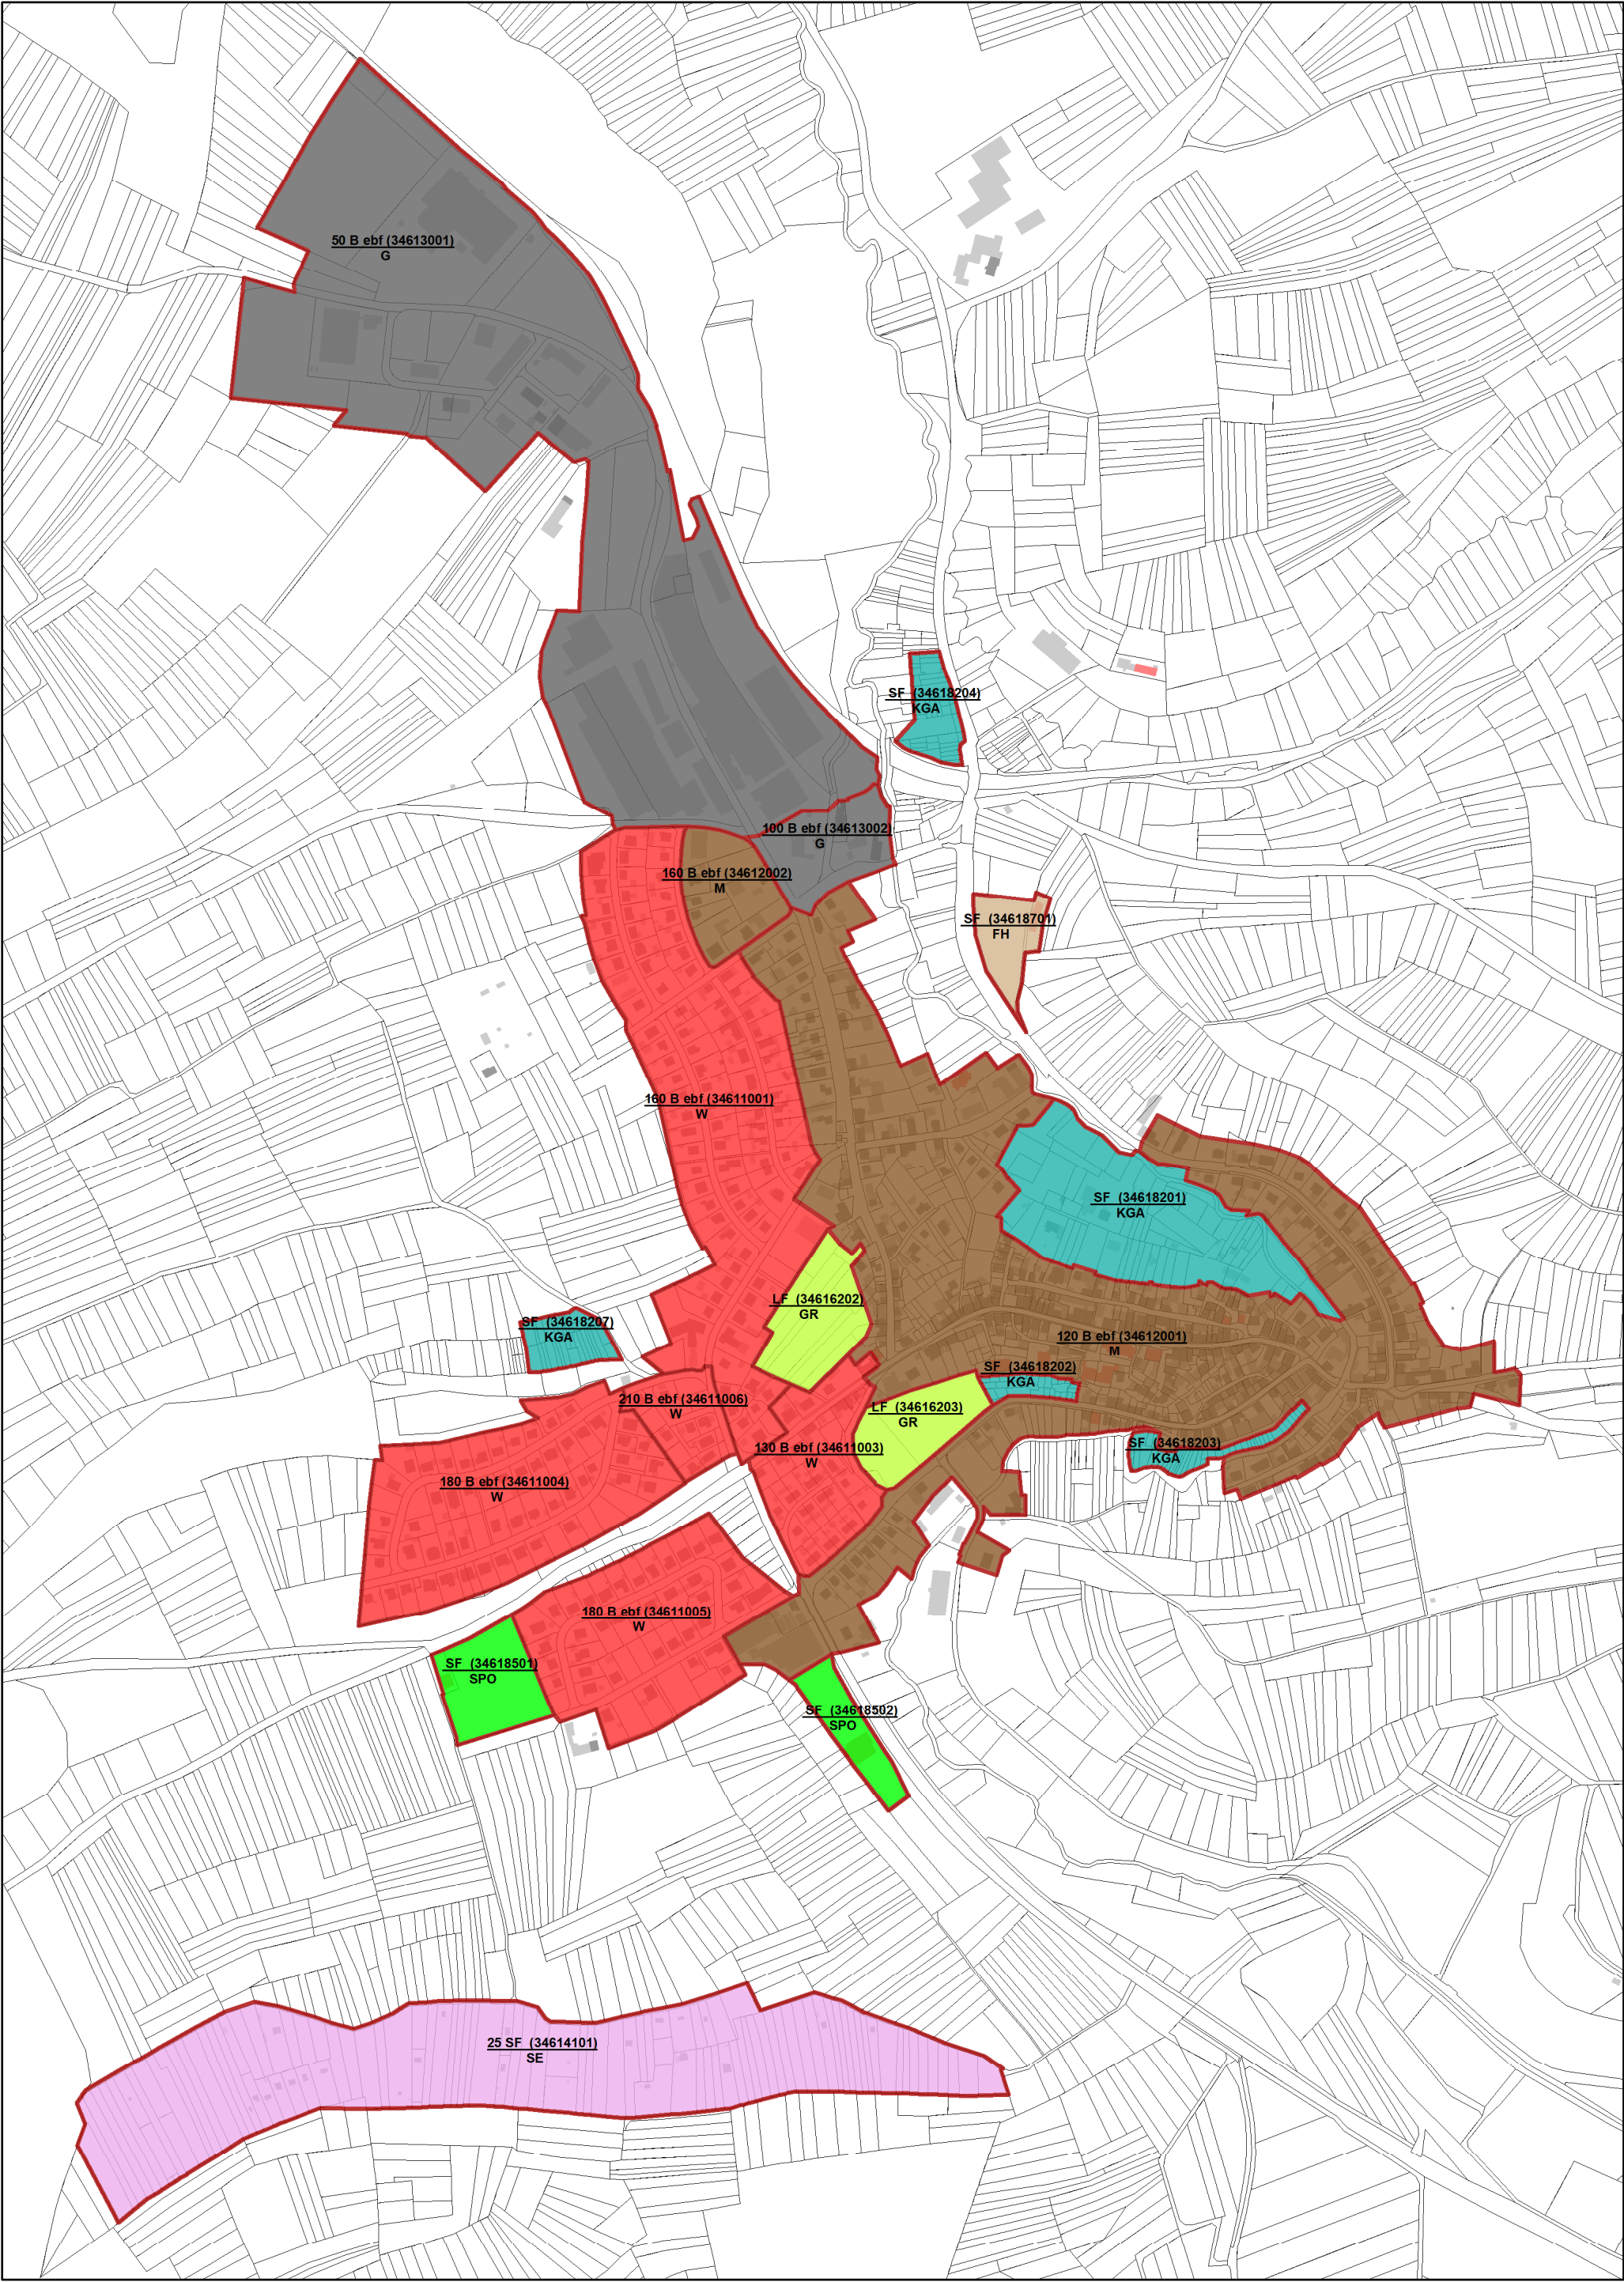 50 B ebf (34613001)
G
SF (34618204)
KGA
100 B ebf (34613002)
G
160 B ebf (34612002)
M
SF (34618701)
FH
160 B ebf (34611001)
W
SF (34618201)
KGA
LF (34616202)
GR
SF (34618207)
KGA
120 B ebf (34612001)
M
SF (34618202)
KGA
210 B ebf (34611006)
W
LF (34616203)
GR
130 B ebf (34611003)
W
SF (34618203)
KGA
180 B ebf (34611004)
W
180 B ebf (34611005)
W
SF (34618501)
SPO
SF (34618502)
SPO
25 SF (34614101)
SE